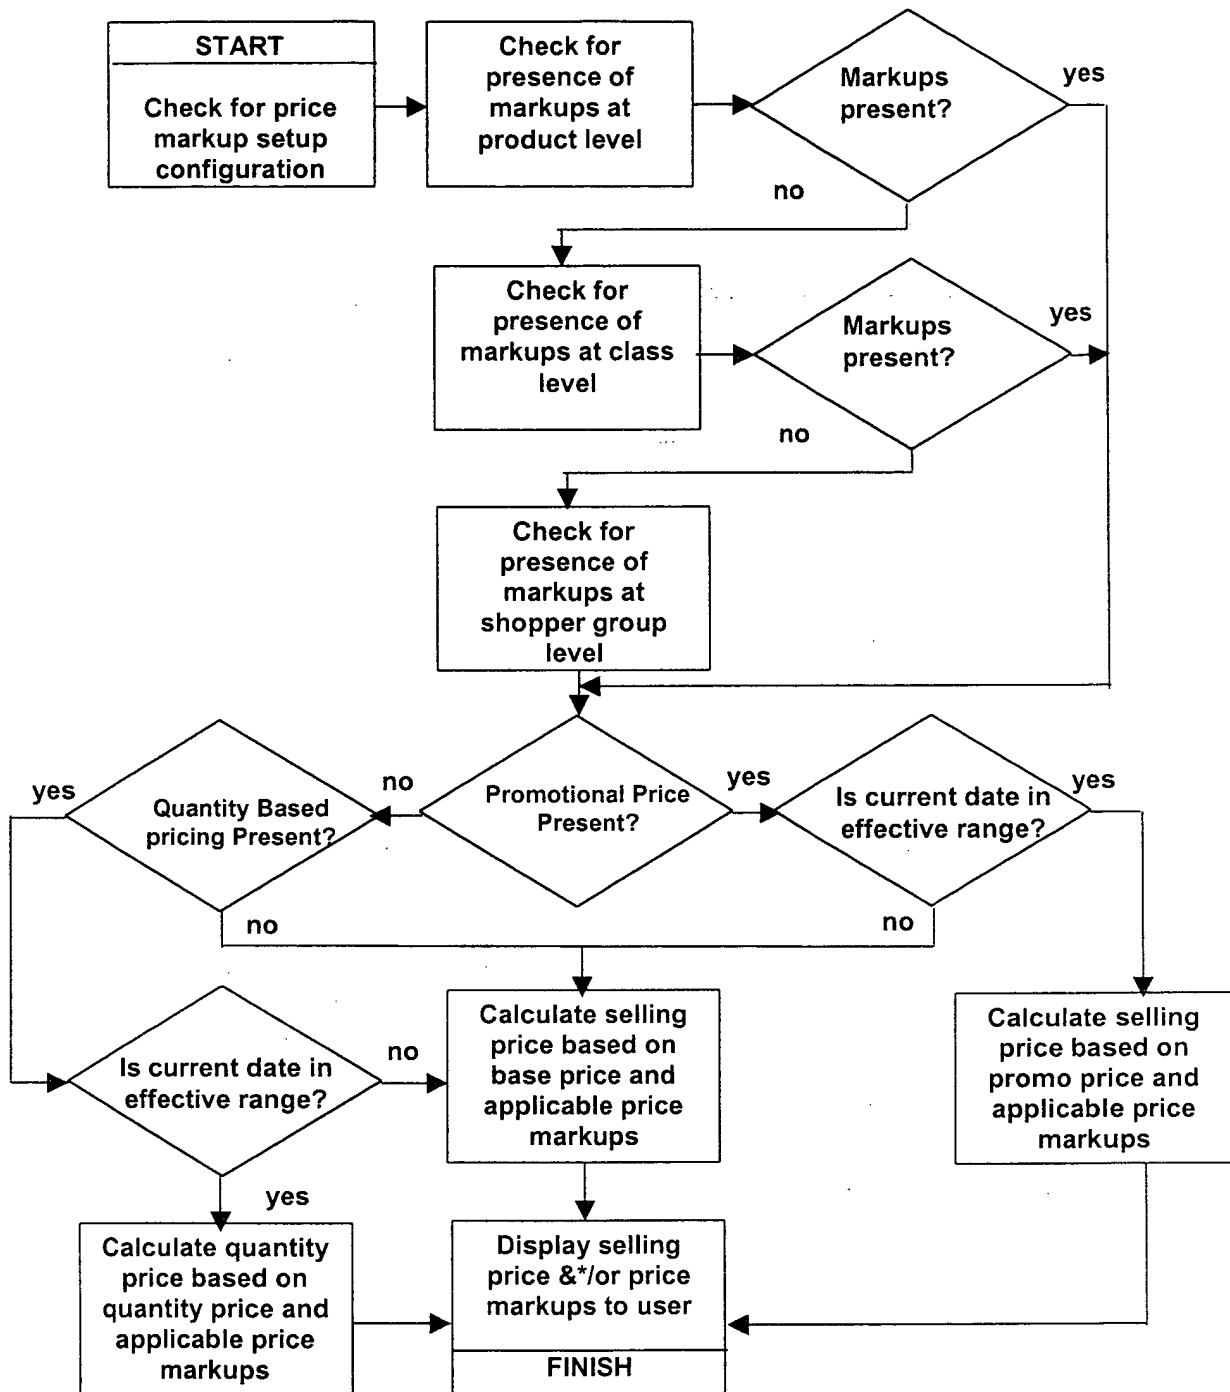 START
Check for price
markup setup
configuration
Check for
presence of
markups at
product level
Markups
present?
yes
no
Check for
presence of
markups at class
level
Markups
present?
yes
no
Check for
presence of
markups at
shopper group
level
yes
Quantity Based
pricing Present?
no
Promotional Price
Present?
yes
Is current date in
effective range?
yes
no
no
Is current date in
effective range?
no
Calculate selling
price based on
base price and
applicable price
markups
Calculate selling
price based on
promo price and
applicable price
markups
yes
Calculate quantity
price based on
quantity price and
applicable price
markups
Display selling
price &*/or price
markups to user
FINISH